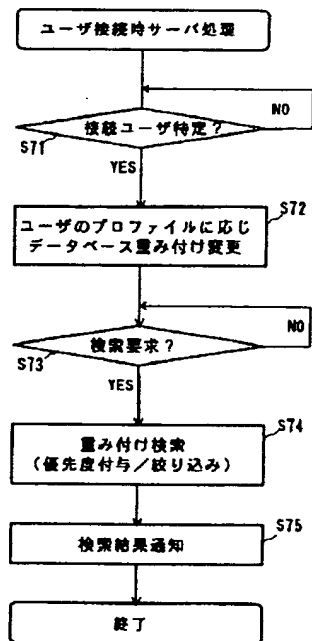 ユーザ接続時サーバ処理
NO
接続ユーザ特定？
S71
YES
S72
ユーザのプロファイルに応じ
データベース重み付け変更
NO
検索要求？
S73
YES
S74
重み付け検索
（優先度付与／絞り込み）
S75
検索結果通知
終了